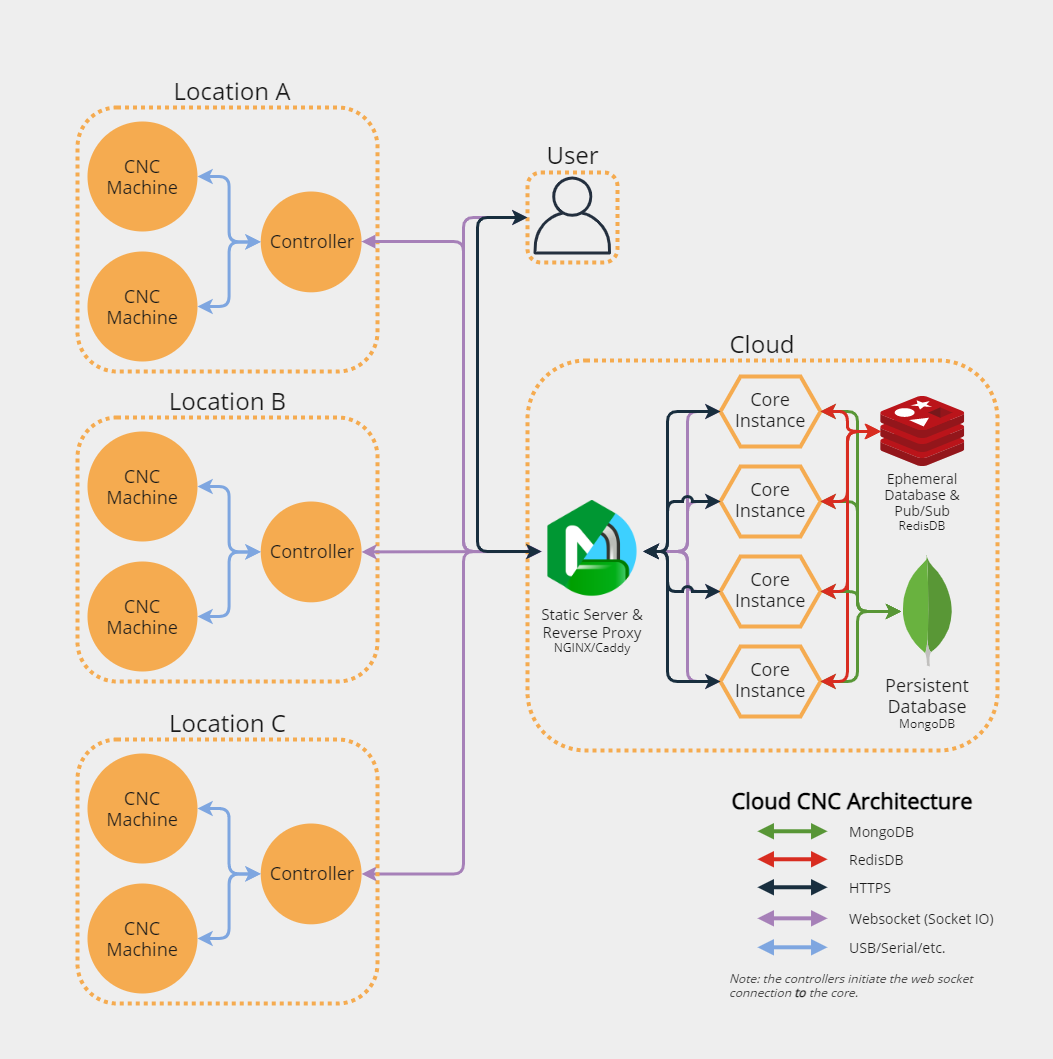 Location A
CNC
Machine
Controller
CNC
Machine
User
Location B
CNC
Machine
Controller
CNC
Machine
Location C
CNC
Machine
Controller
CNC
Machine
Cloud
Static Server &
Reverse Proxy
NGINX/Caddy
Core
Instance
Core
Instance
Core
Instance
Core
Instance
Ephemeral
Database &
Pub/Sub
RedisDB
Persistent
Database
MongoDB
Cloud CNC Architecture
MongoDB
RedisDB
HTTPS
Websocket (Socket IO)
USB/Serial/etc.
Note: the controllers initiate the web socket
connection to the core.